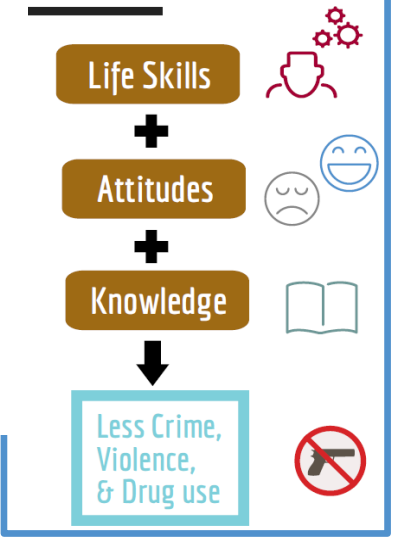 Life Skills
+
Attitudes
+
Knowledge
Less Crime,
Violence,
& Drug use